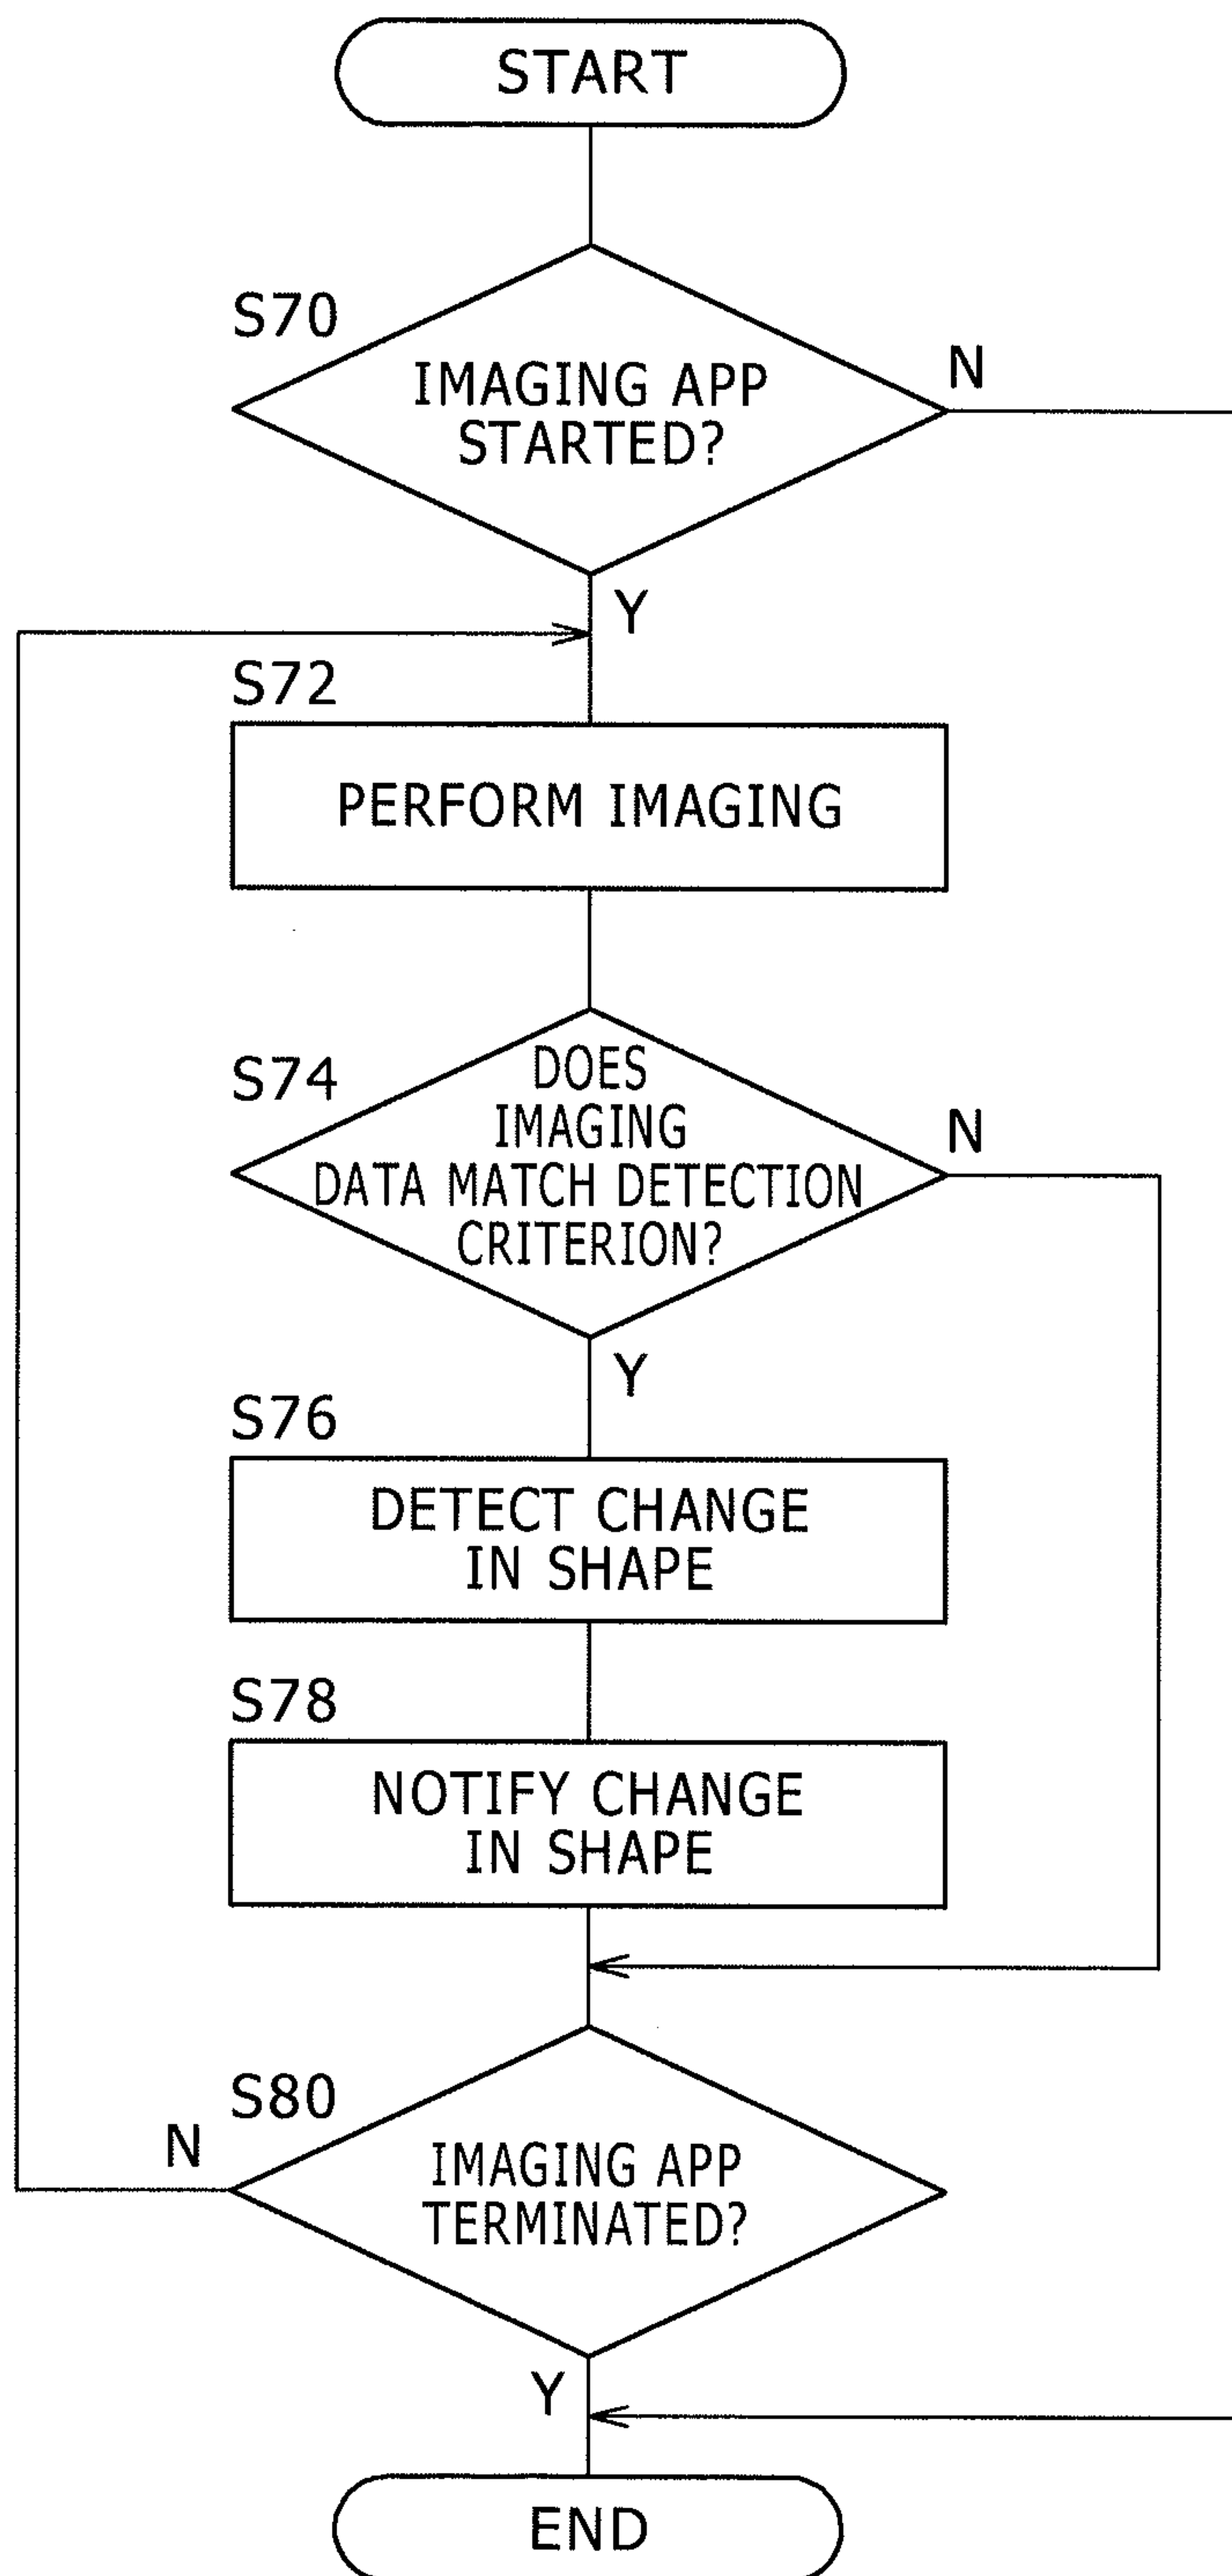 START
S70
IMAGING APP
STARTED?
N
Y
S72
PERFORM IMAGING
S74
DOES
IMAGING
DATA MATCH DETECTION
CRITERION?
N
Y
S76
DETECT CHANGE
IN SHAPE
S78
NOTIFY CHANGE
IN SHAPE
S80
N
IMAGING APP
TERMINATED?
Y
END